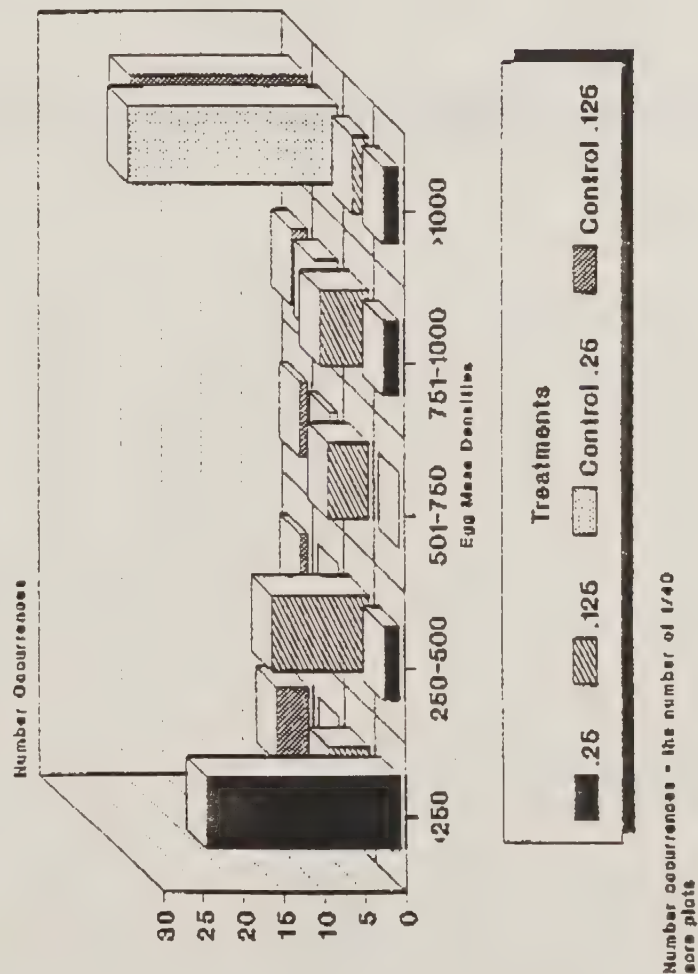 Number Occurrences
30
25
20
15
10
5
0
<250
250-500
501-750
751-1000
>1000
Egg Mass Densities
Treatments
.25
.125
Control .25
Control .125
Number occurrences - the number of 1/40
acre plots